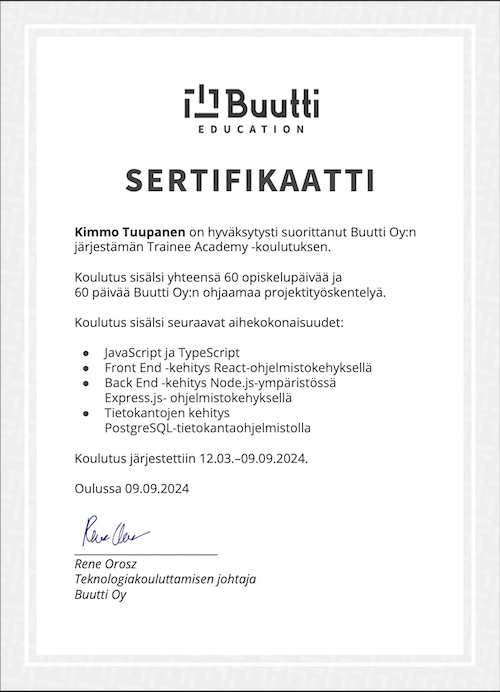 Buutti
EDUCATION
SERTIFIKAATTI
Kimmo Tuupanen on hyväksytysti suorittanut Buutti Oy:n
järjestämän Trainee Academy -koulutuksen.
Koulutus sisälsi yhteensä 60 opiskelupäivää ja
60 päivää Buutti Oy:n ohjaamaa projektityöskentelyä.
Koulutus sisälsi seuraavat aihekokonaisuudet:
● JavaScript ja TypeScript
● Front End -kehitys React-ohjelmistokehyksellä
● Back End -kehitys Node.js-ympäristössä
Express.js- ohjelmistokehyksellä
● Tietokantojen kehitys
PostgreSQL-tietokantaohjelmistolla
Koulutus järjestettiin 12.03.–09.09.2024.
Oulussa 09.09.2024
Rene Orosz
Teknologiakouluttamisen johtaja
Buutti Oy